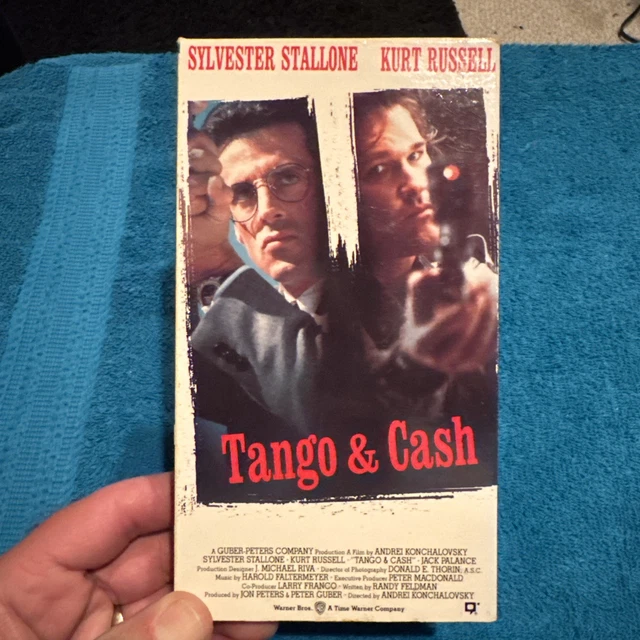 SYLVESTER STALLONE KURT RUSSELL
Tango & Cash
A GUBER-PETERS COMPANY Production A Film by ANDREI KONCHALOVSKY
SYLVESTER STALLONE · KURT RUSSELL · "TANGO & CASH" · JACK PALANCE
Production Designer J. MICHAEL RIVA · Director of Photography DONALD E. THORIN · A.S.C.
Music by HAROLD FALTERMEYER · Executive Producer PETER MACDONALD
Co-Producer LARRY FRANCO · Written by RANDY FELDMAN
Produced by JON PETERS & PETER GUBER · Directed by ANDREI KONCHALOVSKY
Warner Bros. A Time Warner Company